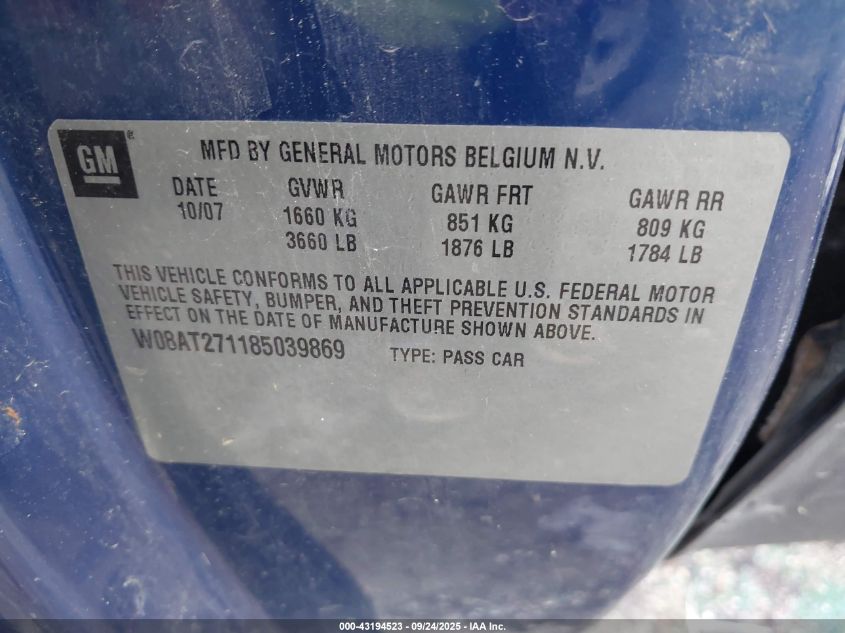 GM ®
MFD BY GENERAL MOTORS BELGIUM N.V.
DATE GVWR GAWR FRT GAWR RR
10/07 1660 KG 851 KG 809 KG
3660 LB 1876 LB 1784 LB
THIS VEHICLE CONFORMS TO ALL APPLICABLE U.S. FEDERAL MOTOR
VEHICLE SAFETY, BUMPER, AND THEFT PREVENTION STANDARDS IN
EFFECT ON THE DATE OF MANUFACTURE SHOWN ABOVE.
W08AT271185039869 TYPE: PASS CAR
000-43194523 - 09/24/2025 - IAA Inc.